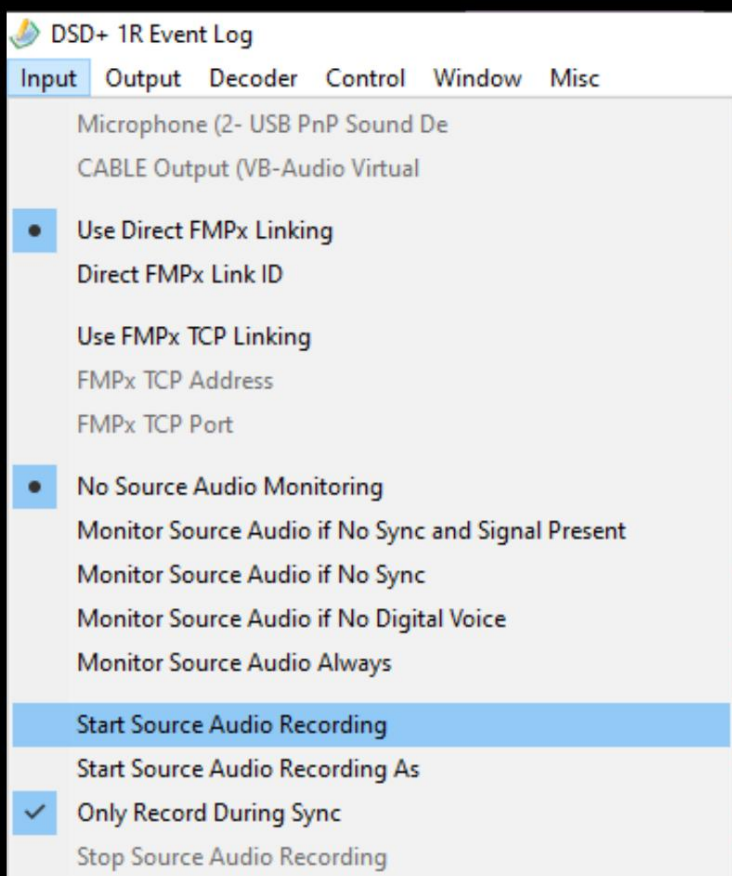 DSD+ 1R Event Log
Input Output Decoder Control Window Misc
Microphone (2- USB PnP Sound De
CABLE Output (VB-Audio Virtual
Use Direct FMPx Linking
Direct FMPx Link ID
Use FMPx TCP Linking
FMPx TCP Address
FMPx TCP Port
No Source Audio Monitoring
Monitor Source Audio if No Sync and Signal Present
Monitor Source Audio if No Sync
Monitor Source Audio if No Digital Voice
Monitor Source Audio Always
Start Source Audio Recording
Start Source Audio Recording As
Only Record During Sync
Stop Source Audio Recording